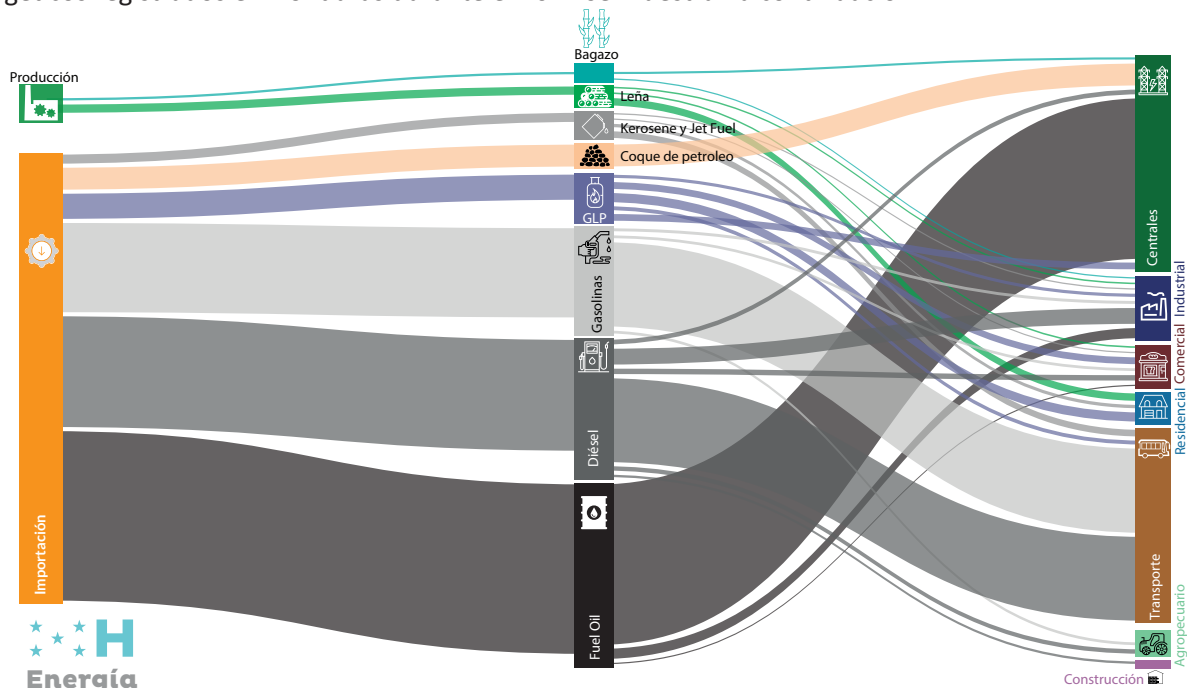 Bagazo
Producción
Leña
Kerosene y Jet Fuel
Coque de petroleo
GLP
Gasolinas
Diésel
Fuel Oil
Importación
Centrales
Industrial
Comercial
Residencial
Transporte
Agropecuario
Construcción
H
Energía